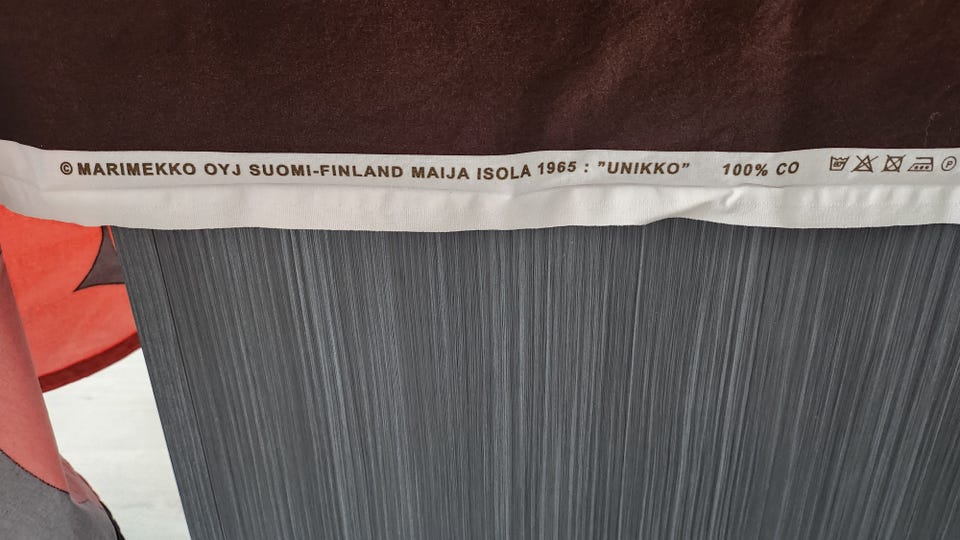 © MARIMEKKO OYJ SUOMI-FINLAND MAIJA ISOLA 1965 : "UNIKKO" 100% CO